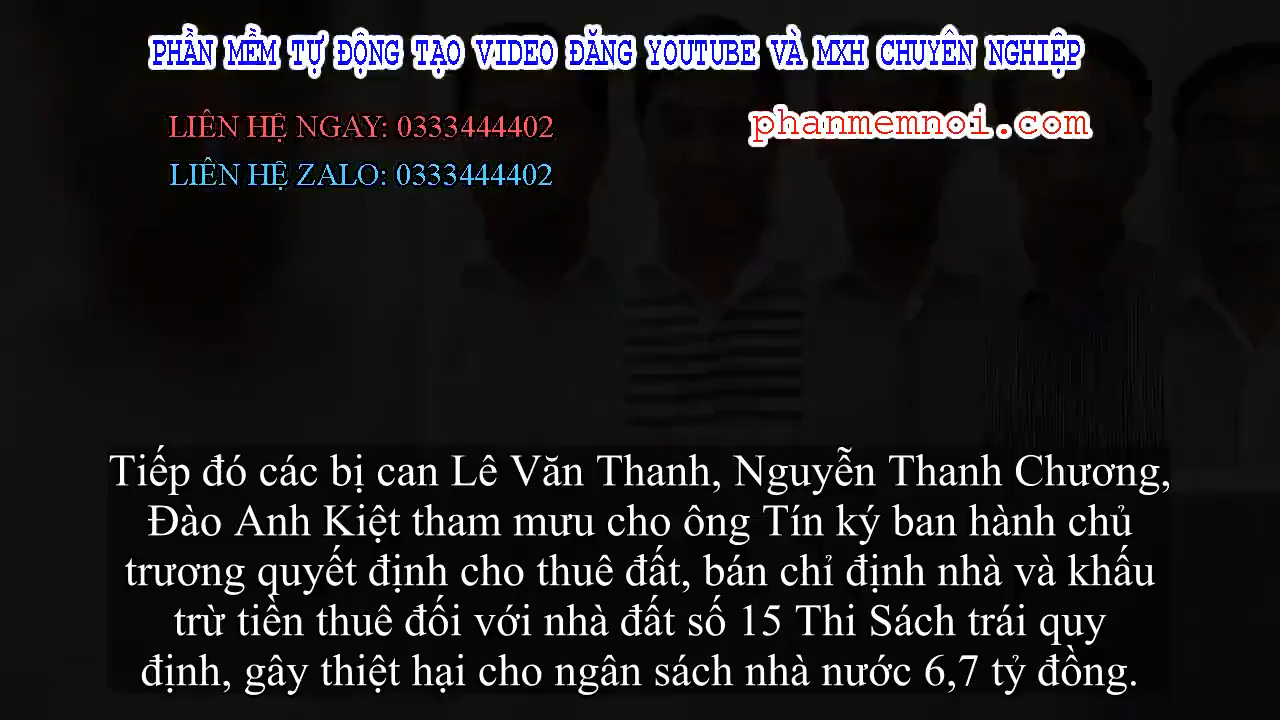 PHẦN MỀM TỰ ĐỘNG TẠO VIDEO ĐĂNG YOUTUBE VÀ MXH CHUYÊN NGHIỆP
LIÊN HỆ NGAY: 0333444402
phanmemnoi.com
LIÊN HỆ ZALO: 0333444402
Tiếp đó các bị can Lê Văn Thanh, Nguyễn Thanh Chương,
Đào Anh Kiệt tham mưu cho ông Tín ký ban hành chủ
trương quyết định cho thuê đất, bán chỉ định nhà và khấu
trừ tiền thuê đối với nhà đất số 15 Thi Sách trái quy
định, gây thiệt hại cho ngân sách nhà nước 6,7 tỷ đồng.